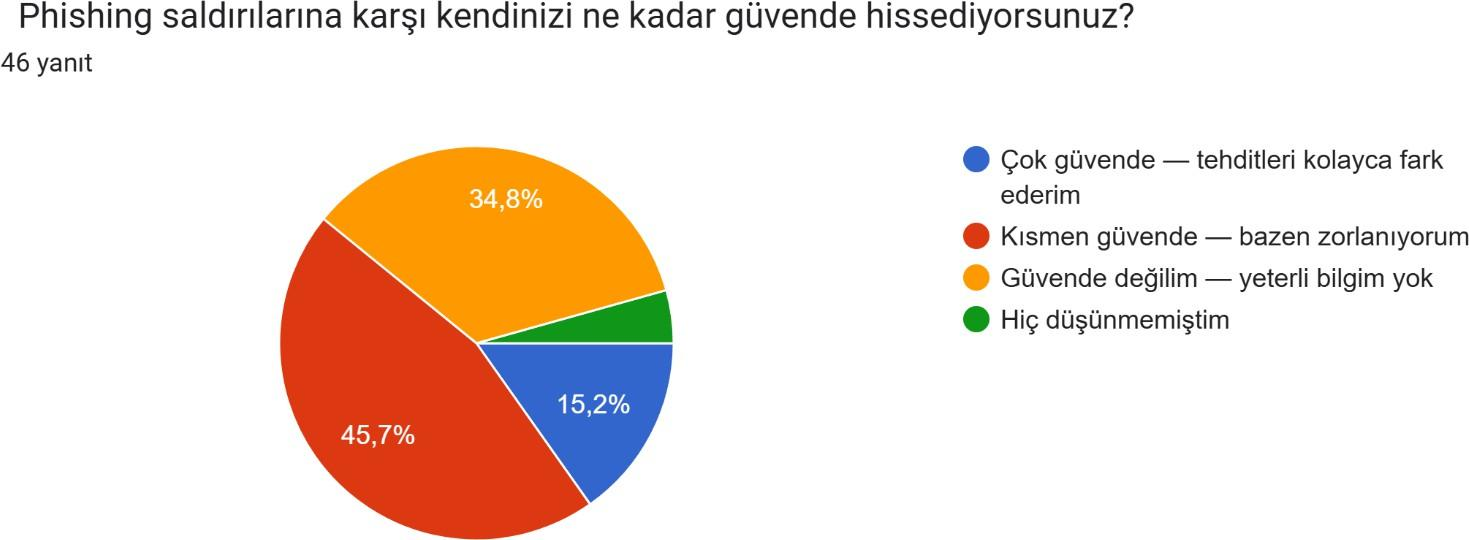 Phishing saldırılarına karşı kendinizi ne kadar güvende hissediyorsunuz?
46 yanıt
34,8%
45,7%
15,2%
Çok güvende — tehditleri kolayca fark
ederim
Kısmen güvende — bazen zorlanıyorum
Güvende değilim — yeterli bilgim yok
Hiç düşünmemiştim